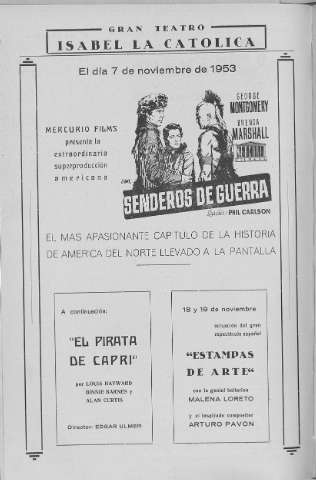 GRAN TEATRO
ISABEL LA CATOLICA
El día 7 de noviembre de 1953
MERCURIO FILMS
presenta la
extraordinaria
superproducción
americana
GEORGE
MONTGOMERY
BRENDA
MARSHALL
en
SENDEROS DE GUERRA
PHIL CARLSON
EL MAS APASIONANTE CAPITULO DE LA HISTORIA
DE AMERICA DEL NORTE LLEVADO A LA PANTALLA
A continuación:
"EL PIRATA
DE CAPRI"
por LOUIS HAYWARD
BINNIE BARNES y
ALAN CURTIS
Director: EDGAR ULMER
18 y 19 de noviembre
actuación del gran
espectáculo español
"ESTAMPAS
DE ARTE"
con la genial bailarina
MALENA LORETO
y el inspirado compositor
ARTURO PAVON